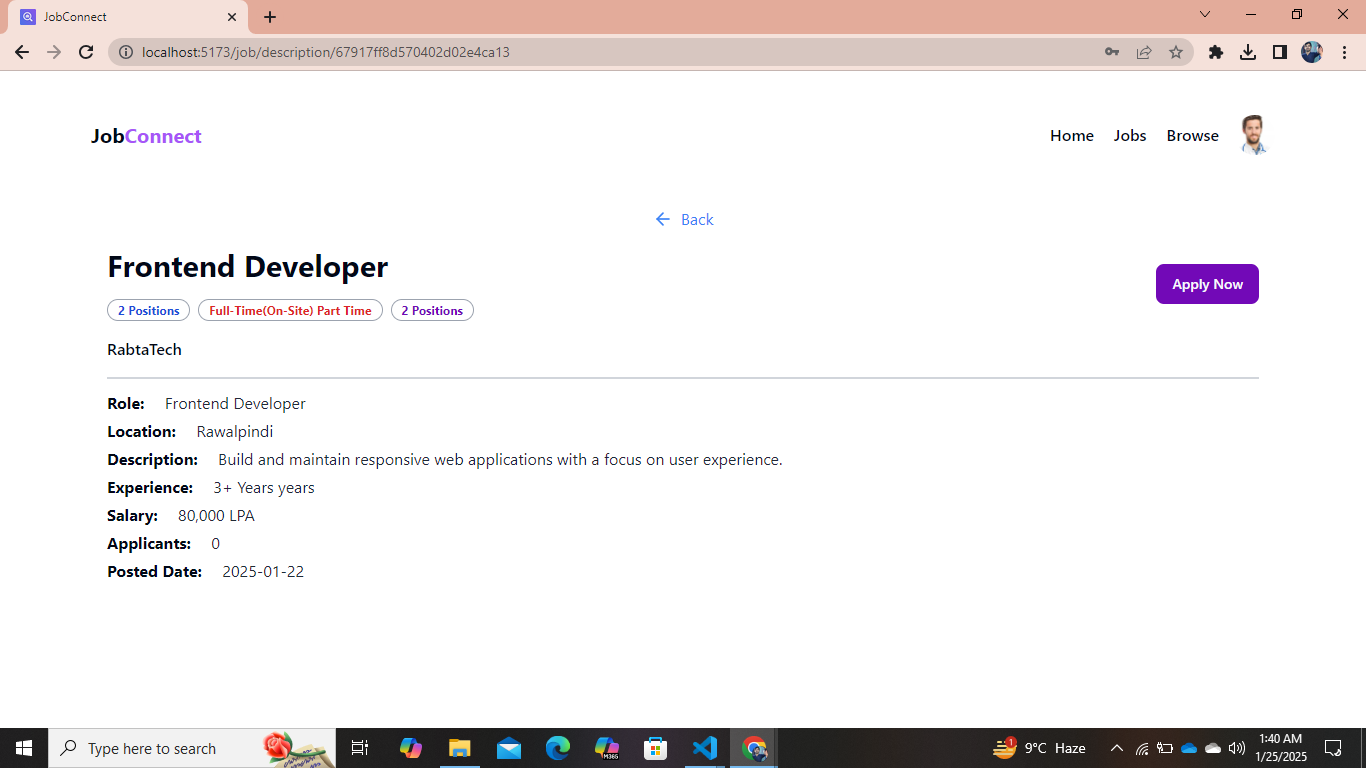 JobConnect
localhost:5173/job/description/67917ff8d570402d02e4ca13
JobConnect
Home Jobs Browse
Back
Frontend Developer
Apply Now
2 Positions Full-Time(On-Site) Part Time 2 Positions
RabtaTech
Role: Frontend Developer
Location: Rawalpindi
Description: Build and maintain responsive web applications with a focus on user experience.
Experience: 3+ Years years
Salary: 80,000 LPA
Applicants: 0
Posted Date: 2025-01-22
Type here to search
M365
1
9°C Haze
1:40 AM
1/25/2025